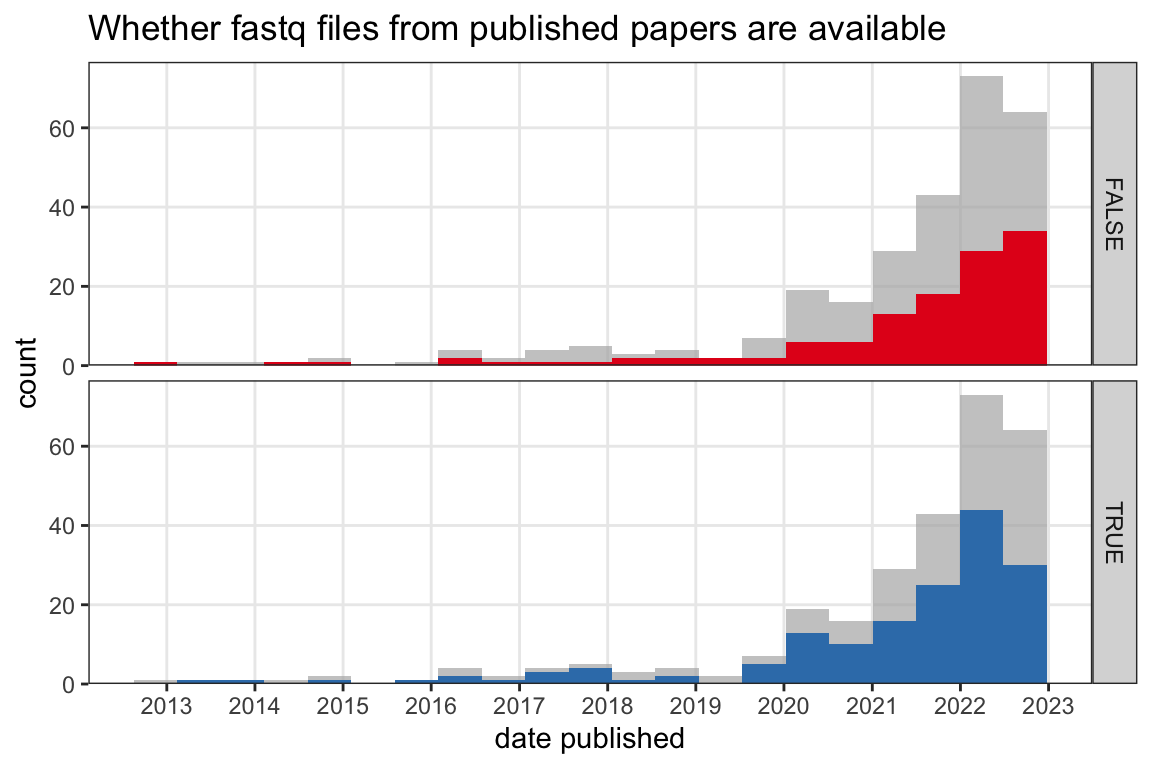 Whether fastq files from published papers are available
count
60
40
20
0
FALSE
60
40
20
0
TRUE
2013 2014 2015 2016 2017 2018 2019 2020 2021 2022 2023
date published